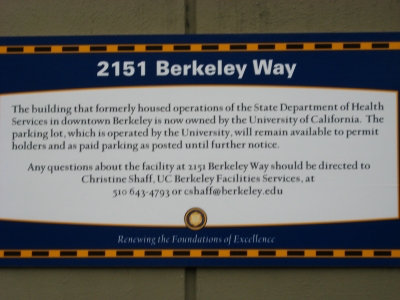 2151 Berkeley Way
The building that formerly housed operations of the State Department of Health
Services in downtown Berkeley is now owned by the University of California. The
parking lot, which is operated by the University, will remain available to permit
holders and as paid parking as posted until further notice.
Any questions about the facility at 2151 Berkeley Way should be directed to
Christine Shaff, UC Berkeley Facilities Services, at
510 643-4793 or cshaff@berkeley.edu
Renewing the Foundations of Excellence